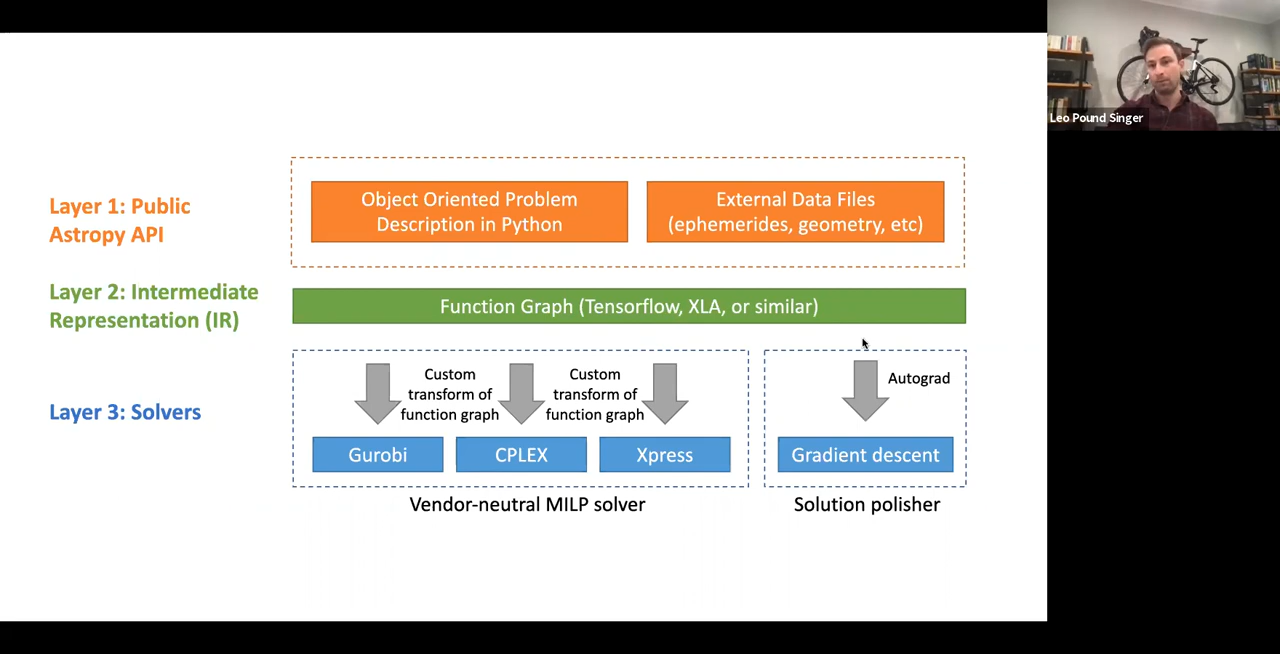 Leo Pound Singer
Layer 1: Public
Astropy API
Object Oriented Problem
Description in Python
External Data Files
(ephemerides, geometry, etc)
Layer 2: Intermediate
Representation (IR)
Function Graph (Tensorflow, XLA, or similar)
Layer 3: Solvers
Custom
transform of
function graph
Custom
transform of
function graph
Autograd
Gurobi
CPLEX
Xpress
Gradient descent
Vendor-neutral MILP solver
Solution polisher